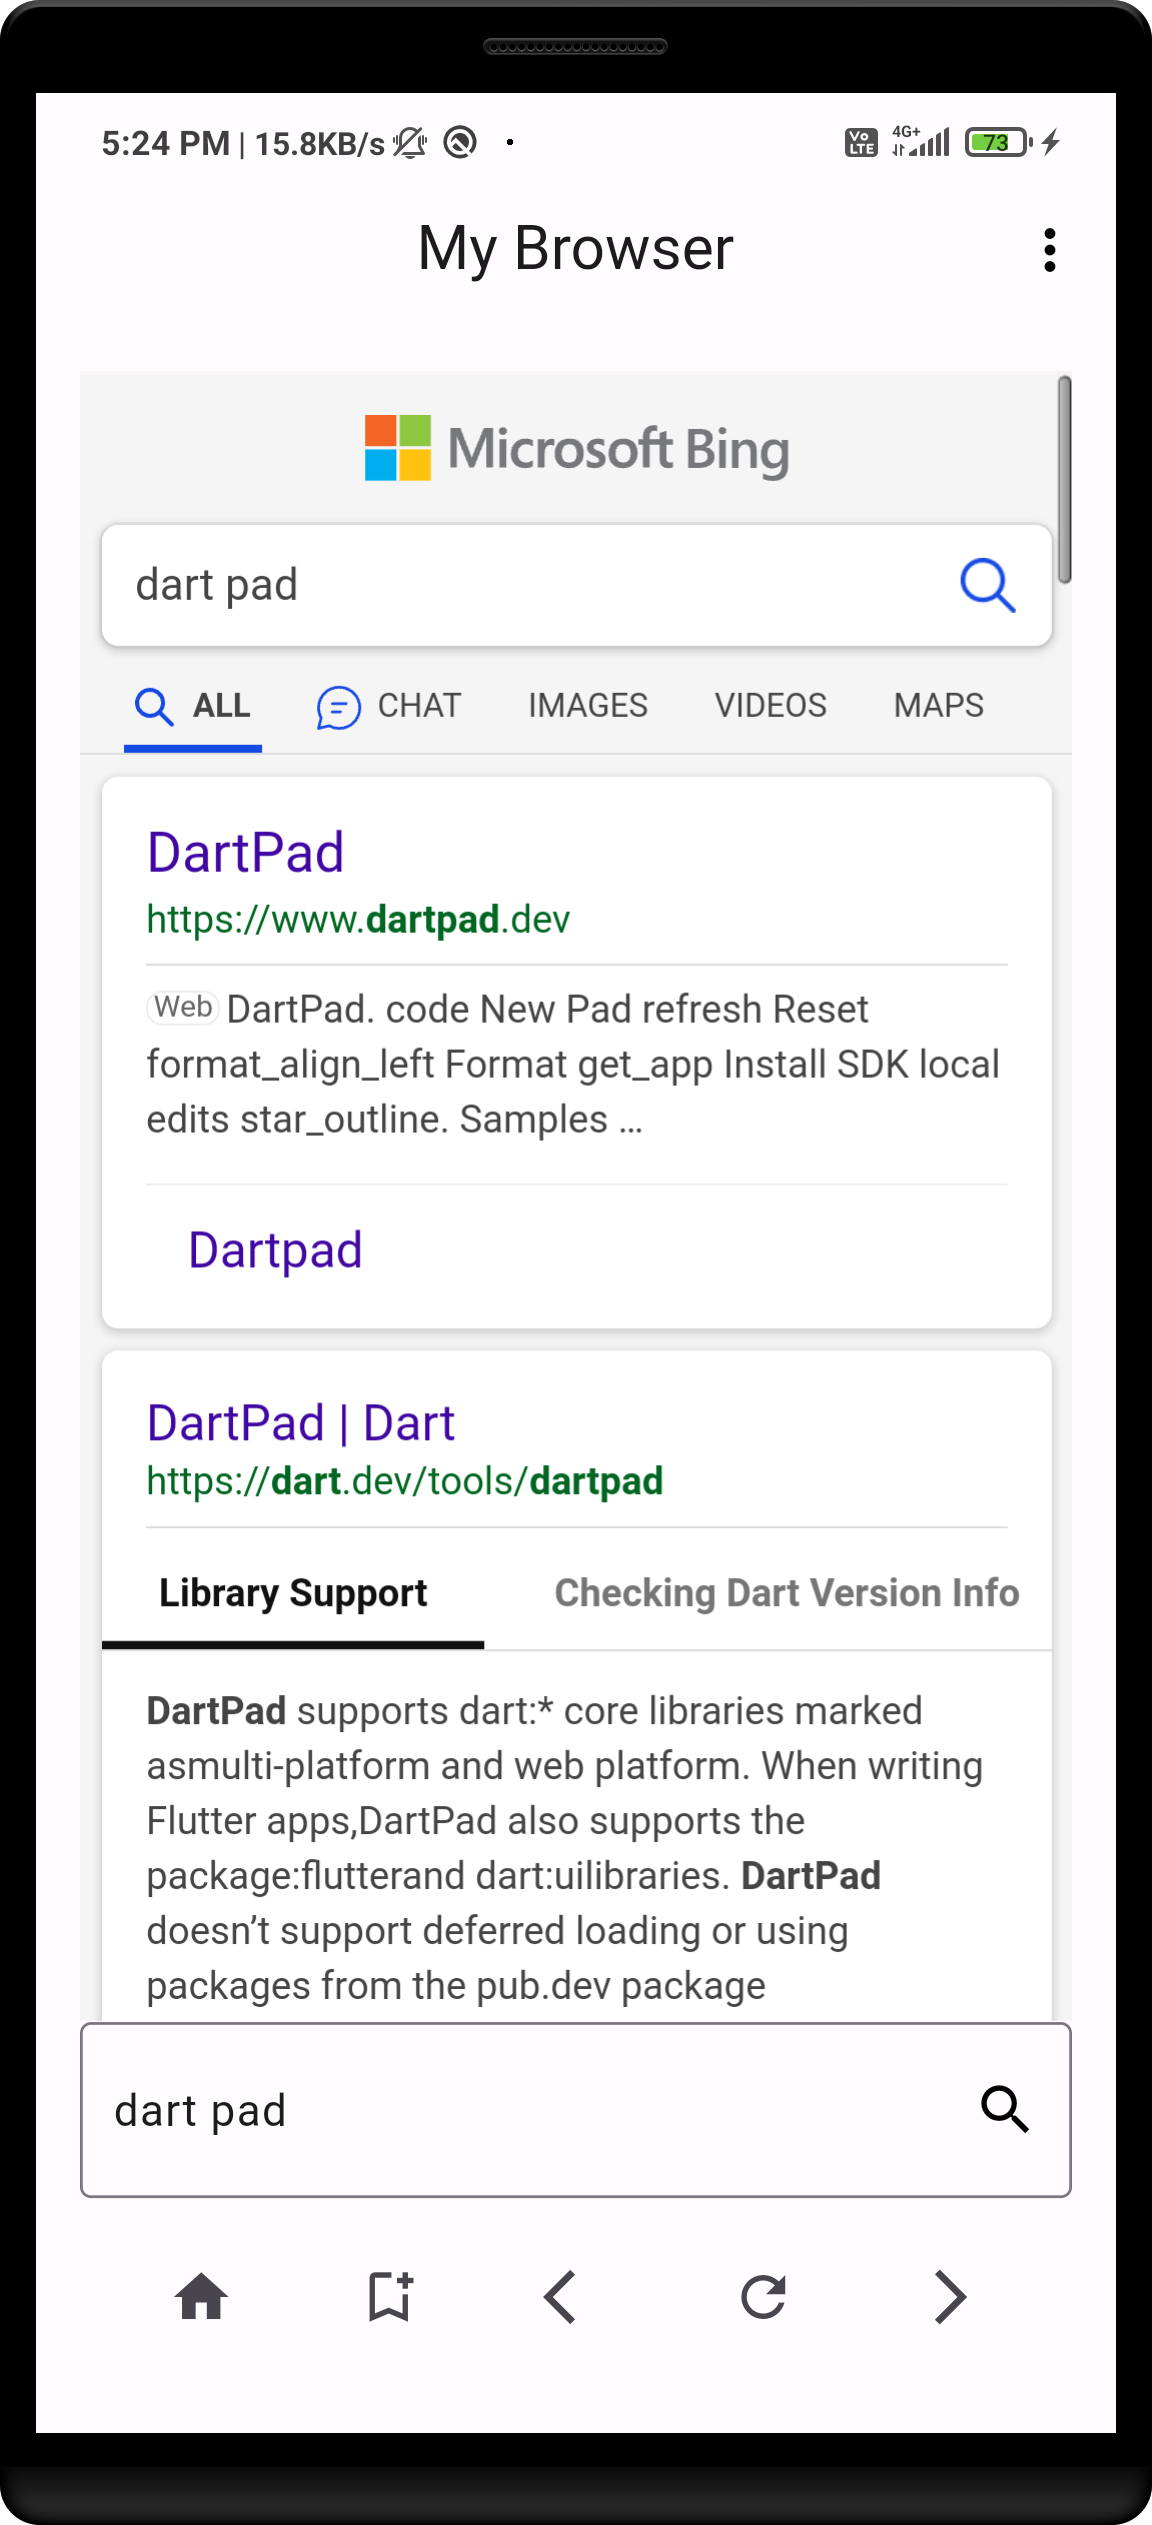 5:24 PM | 15.8KB/s
Vo LTE 4G+ 73
My Browser
Microsoft Bing
dart pad
ALL CHAT IMAGES VIDEOS MAPS
DartPad
https://www.dartpad.dev
Web DartPad. code New Pad refresh Reset
format_align_left Format get_app Install SDK local
edits star_outline. Samples ...
Dartpad
DartPad | Dart
https://dart.dev/tools/dartpad
Library Support Checking Dart Version Info
DartPad supports dart:* core libraries marked
asmulti-platform and web platform. When writing
Flutter apps,DartPad also supports the
package:flutterand dart:uilibraries. DartPad
doesn’t support deferred loading or using
packages from the pub.dev package
dart pad